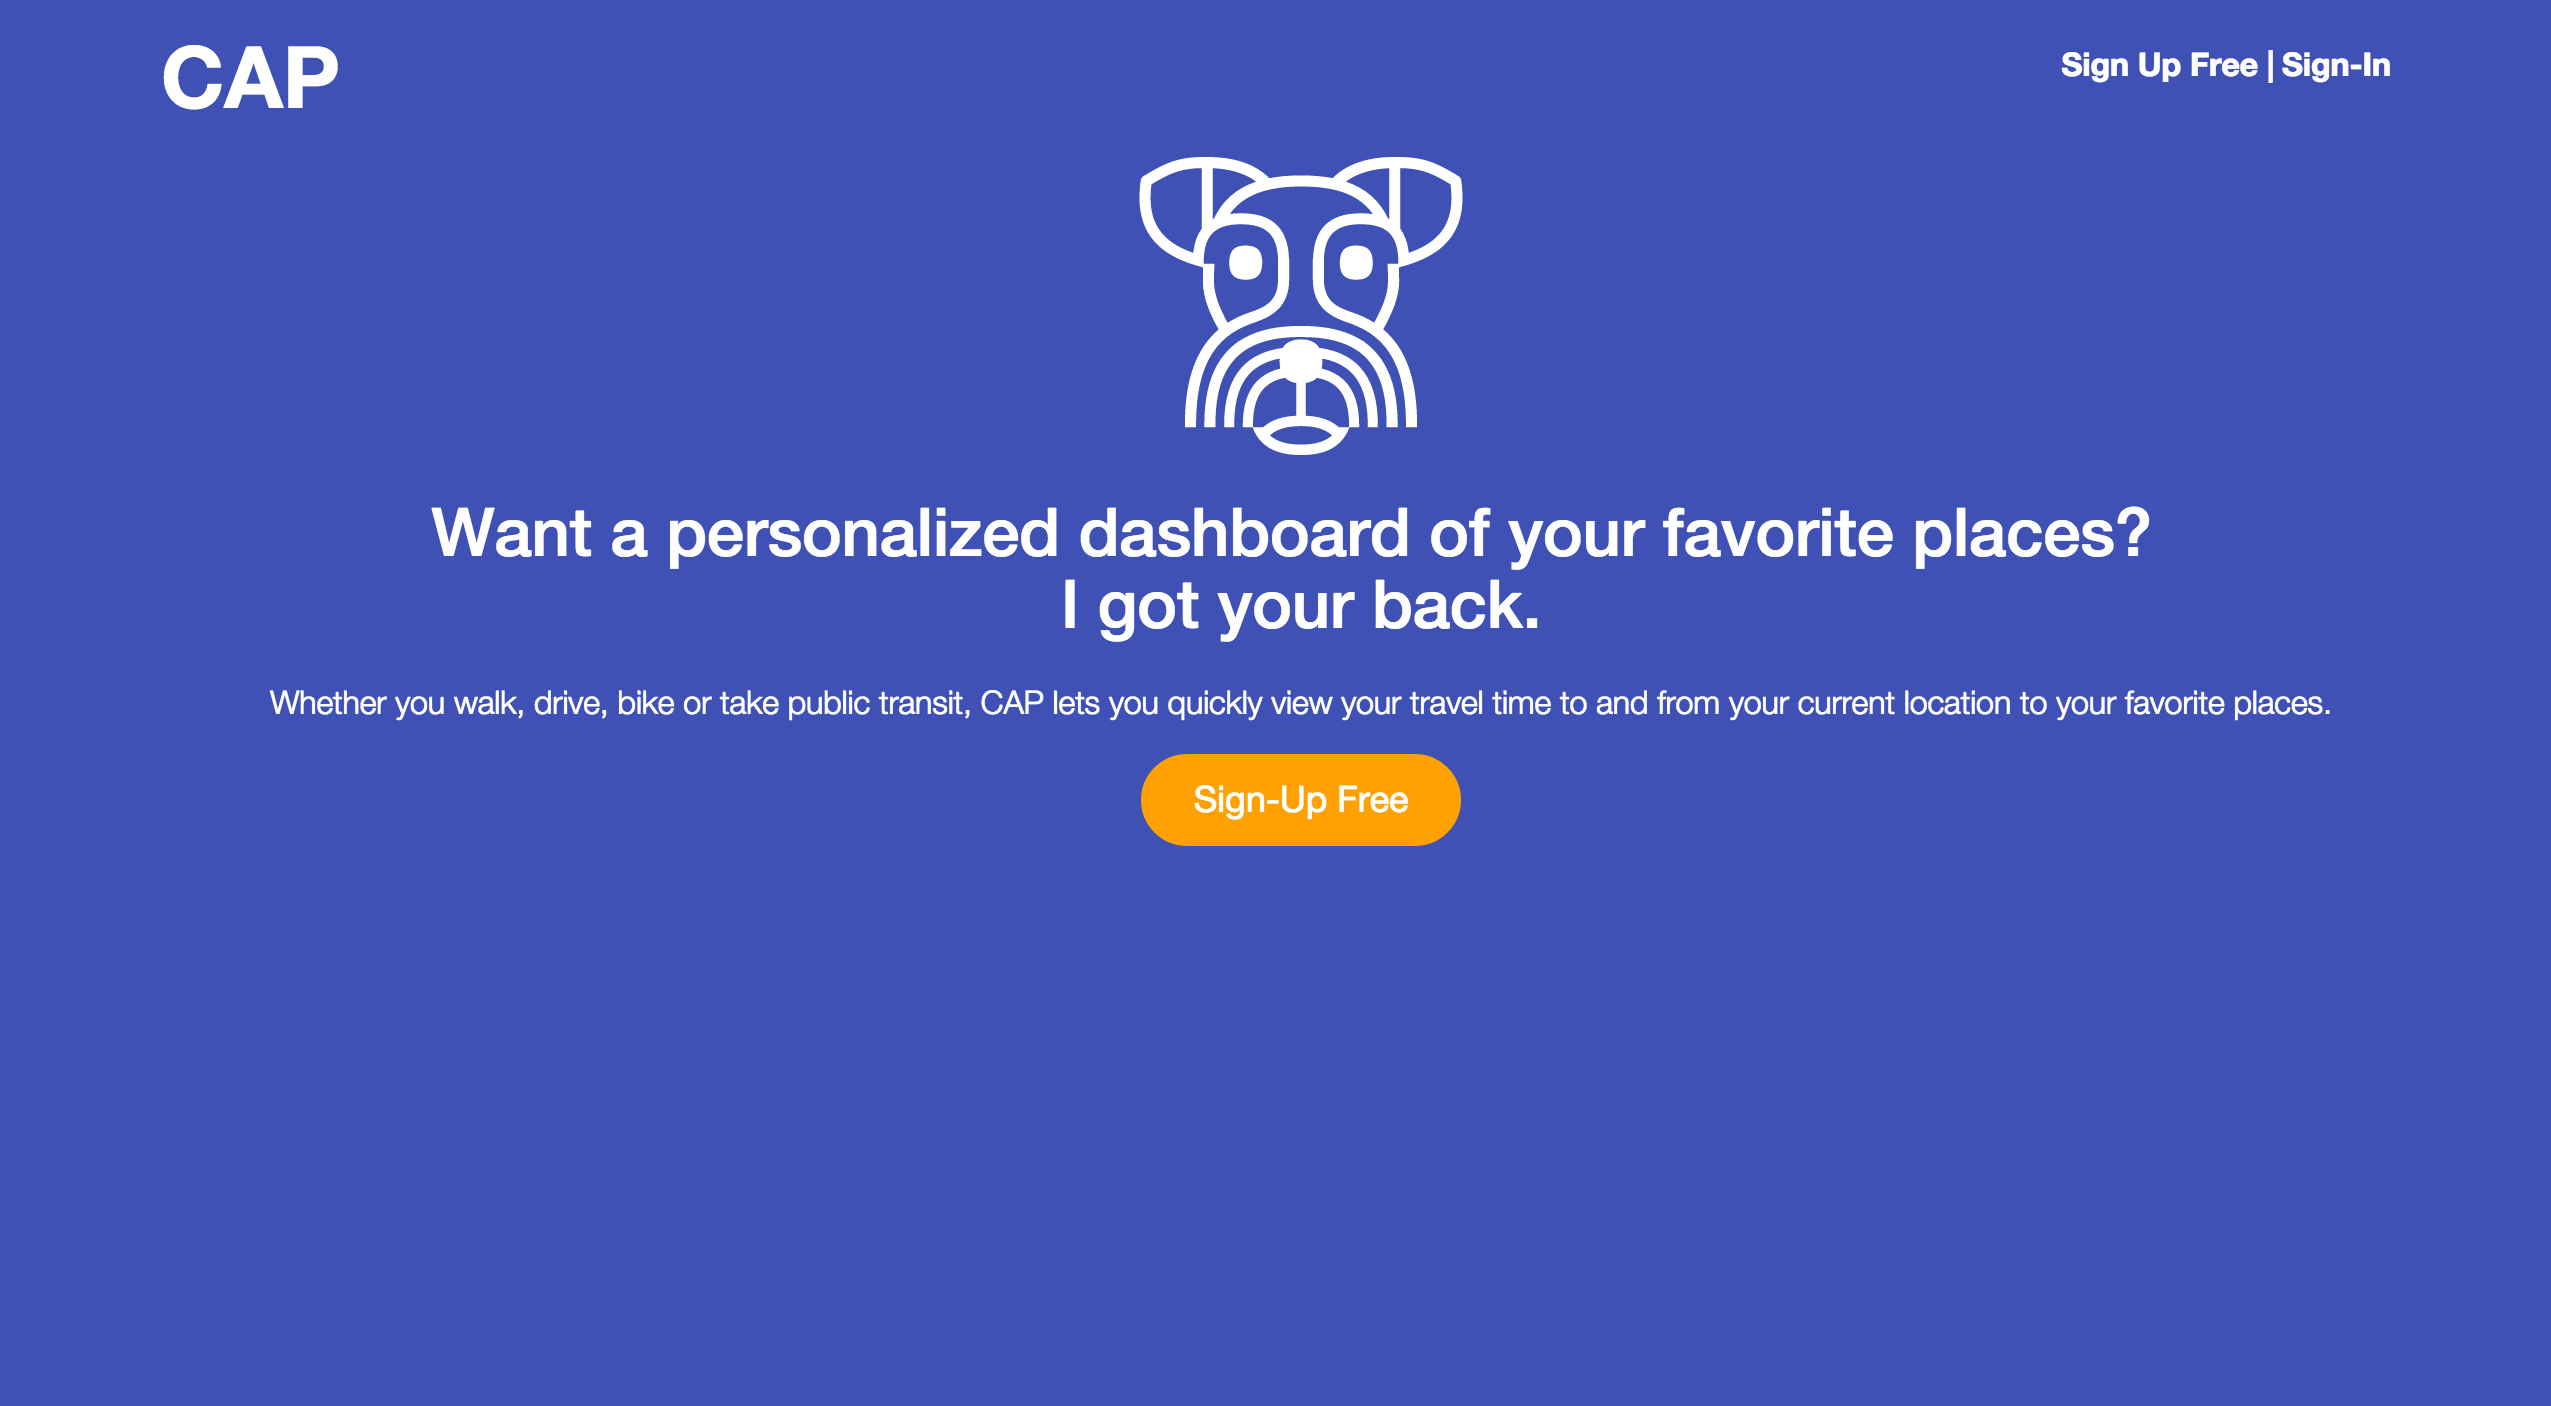 CAP
Sign Up Free | Sign-In
Want a personalized dashboard of your favorite places?
I got your back.
Whether you walk, drive, bike or take public transit, CAP lets you quickly view your travel time to and from your current location to your favorite places.
Sign-Up Free